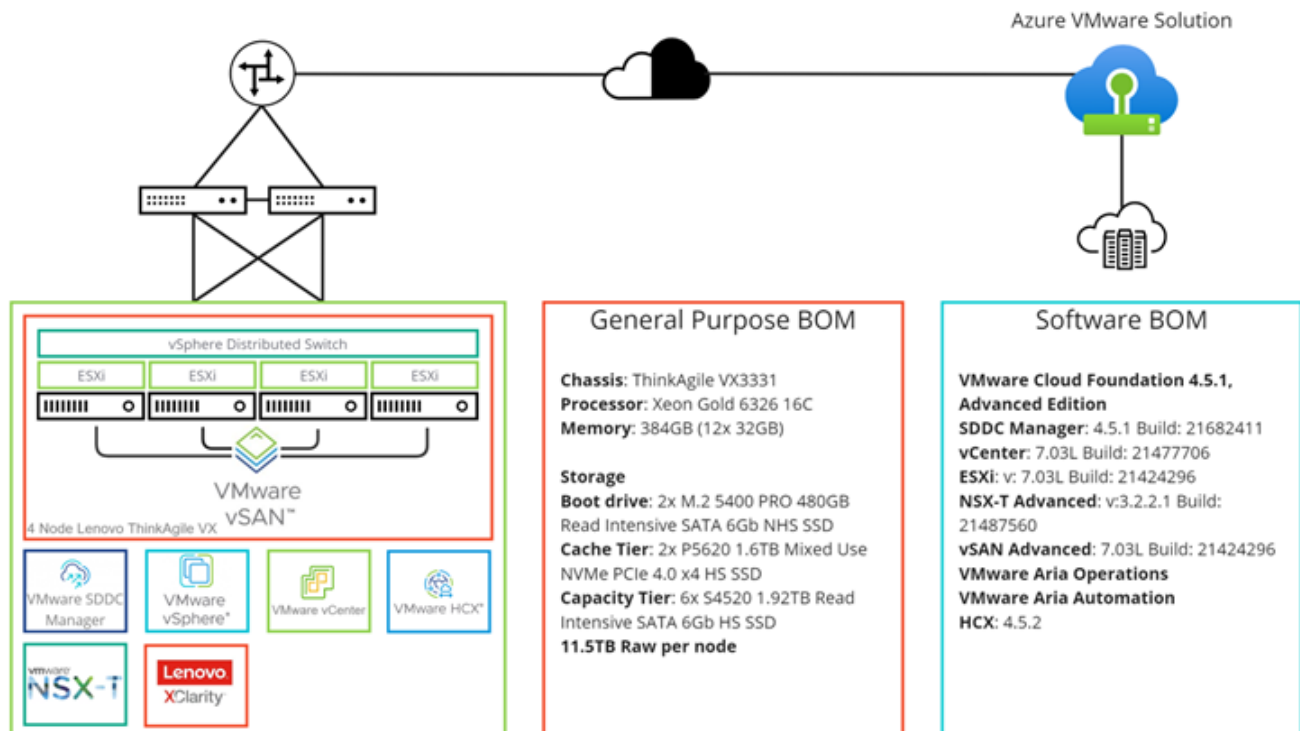 Azure VMware Solution
vSphere Distributed Switch
ESXi ESXi ESXi ESXi
VMware
vSAN™
4 Node Lenovo ThinkAgile VX
VMware SDDC
Manager
VMware
vSphere®
VMware vCenter
VMware HCX®
vmware
NSX-T
Lenovo
XClarity
General Purpose BOM
Chassis: ThinkAgile VX3331
Processor: Xeon Gold 6326 16C
Memory: 384GB (12x 32GB)
Storage
Boot drive: 2x M.2 5400 PRO 480GB
Read Intensive SATA 6Gb NHS SSD
Cache Tier: 2x P5620 1.6TB Mixed Use
NVMe PCIe 4.0 x4 HS SSD
Capacity Tier: 6x S4520 1.92TB Read
Intensive SATA 6Gb HS SSD
11.5TB Raw per node
Software BOM
VMware Cloud Foundation 4.5.1,
Advanced Edition
SDDC Manager: 4.5.1 Build: 21682411
vCenter: 7.03L Build: 21477706
ESXi: v: 7.03L Build: 21424296
NSX-T Advanced: v:3.2.2.1 Build:
21487560
vSAN Advanced: 7.03L Build: 21424296
VMware Aria Operations
VMware Aria Automation
HCX: 4.5.2